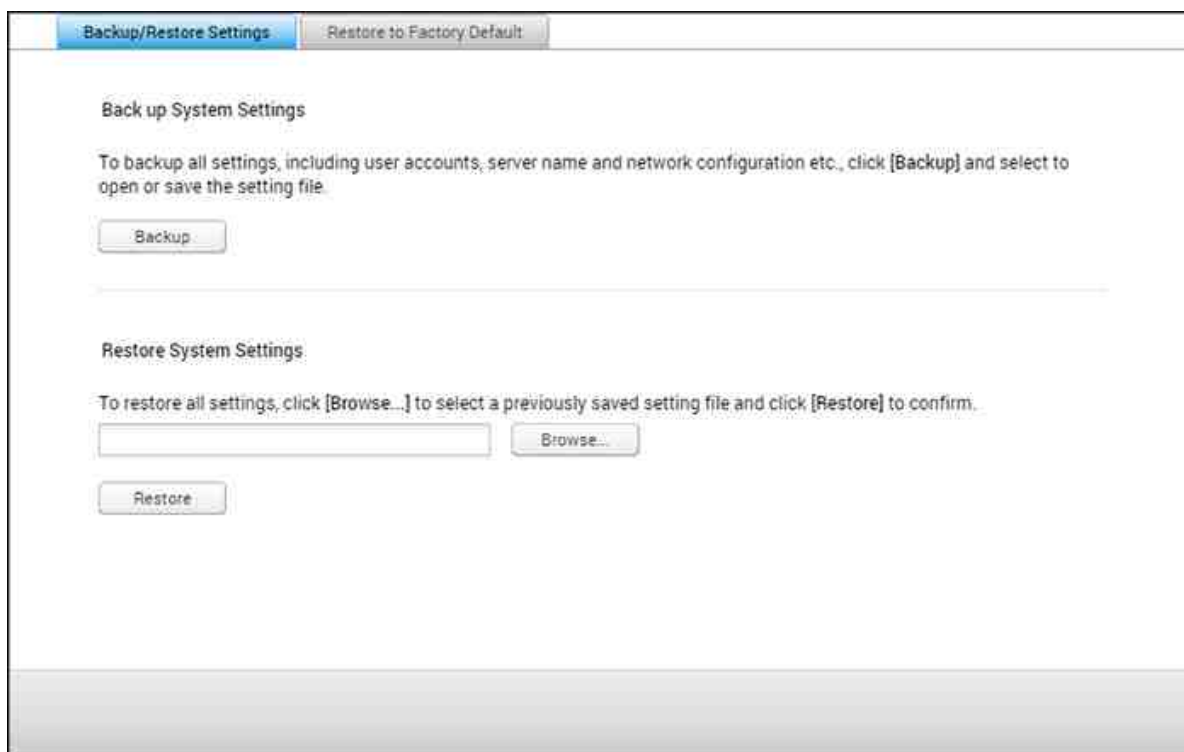 Backup/Restore Settings
Restore to Factory Default
Back up System Settings
To backup all settings, including user accounts, server name and network configuration etc., click [Backup] and select to
open or save the setting file.
Backup
Restore System Settings
To restore all settings, click [Browse...] to select a previously saved setting file and click [Restore] to confirm.
Browse...
Restore